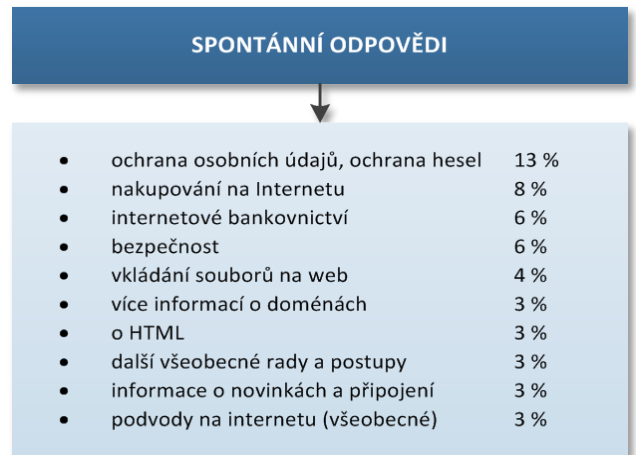 SPONTÁNNÍ ODPOVĚDI
• ochrana osobních údajů, ochrana hesel 13 %
• nakupování na Internetu 8 %
• internetové bankovnictví 6 %
• bezpečnost 6 %
• vkládání souborů na web 4 %
• více informací o doménách 3 %
• o HTML 3 %
• další všeobecné rady a postupy 3 %
• informace o novinkách a připojení 3 %
• podvody na internetu (všeobecné) 3 %